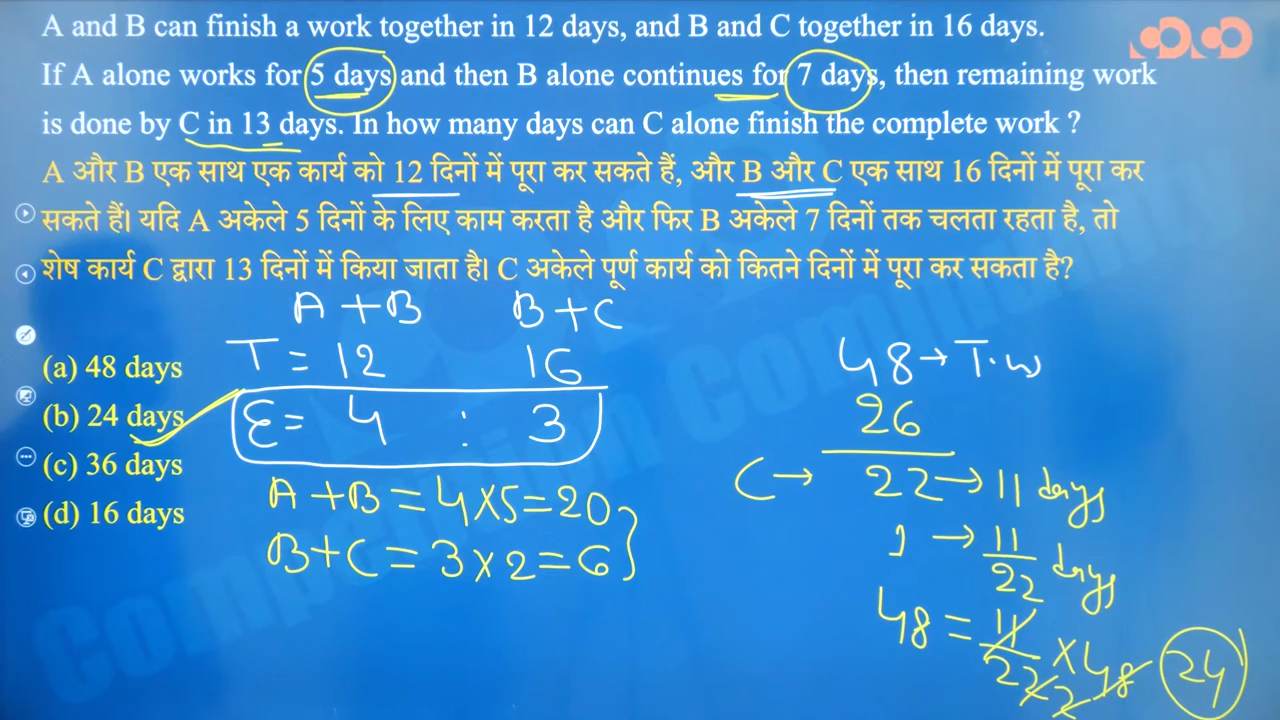 A and B can finish a work together in 12 days, and B and C together in 16 days.
If A alone works for 5 days and then B alone continues for 7 days, then remaining work
is done by C in 13 days. In how many days can C alone finish the complete work ?
A और B एक साथ एक कार्य को 12 दिनों में पूरा कर सकते हैं, और B और C एक साथ 16 दिनों में पूरा कर
सकते हैं। यदि A अकेले 5 दिनों के लिए काम करता है और फिर B अकेले 7 दिनों तक चलता रहता है, तो
शेष कार्य C द्वारा 13 दिनों में किया जाता है। C अकेले पूर्ण कार्य को कितने दिनों में पूरा कर सकता है?
(a) 48 days
(b) 24 days
(c) 36 days
(d) 16 days
A+B B+C
T = 12 16
E = 4 : 3
A+B = 4×5=20
B+C = 3×2=6
48→T.w
26
C→ 22→11 days
1 → 11/22 days
48 = 11/22 × 48
2
24
Competition Community